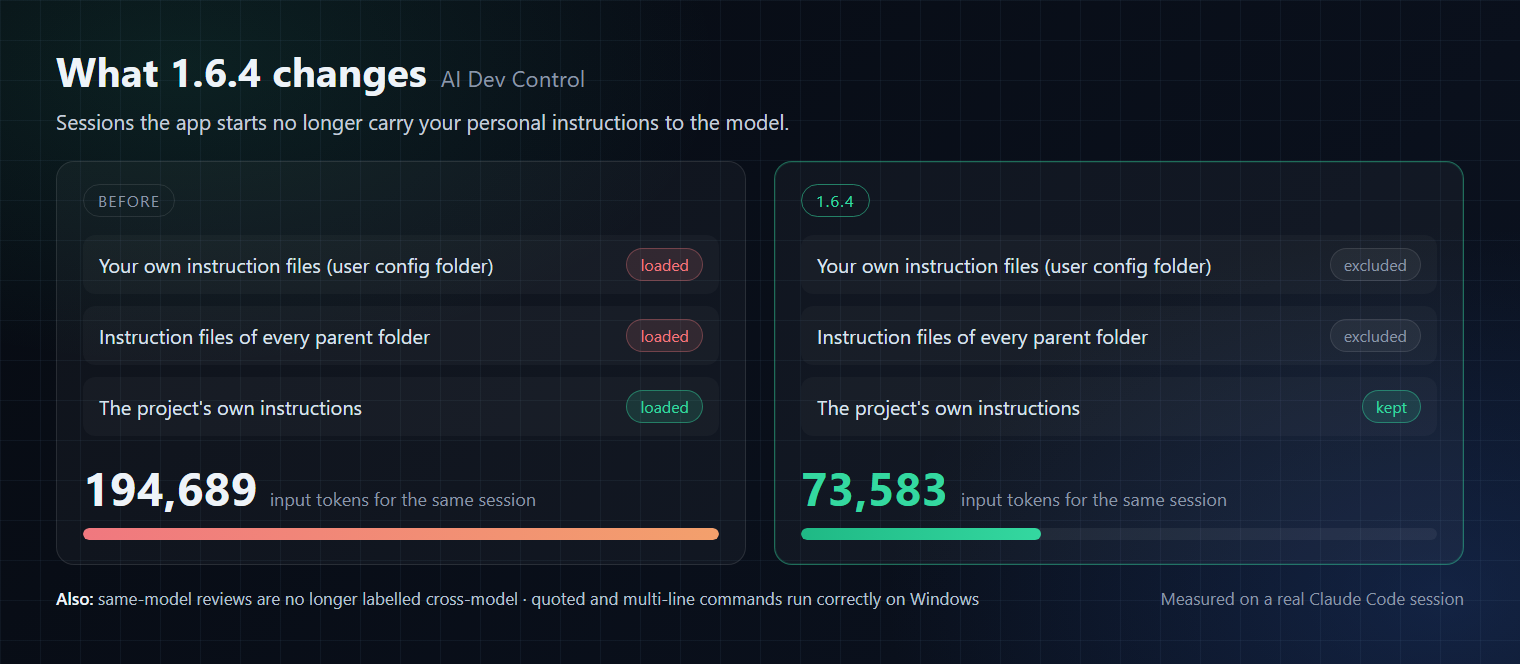 What 1.6.4 changes AI Dev Control
Sessions the app starts no longer carry your personal instructions to the model.
BEFORE
Your own instruction files (user config folder) loaded
Instruction files of every parent folder loaded
The project's own instructions loaded
194,689 input tokens for the same session
1.6.4
Your own instruction files (user config folder) excluded
Instruction files of every parent folder excluded
The project's own instructions kept
73,583 input tokens for the same session
Also: same-model reviews are no longer labelled cross-model · quoted and multi-line commands run correctly on Windows
Measured on a real Claude Code session